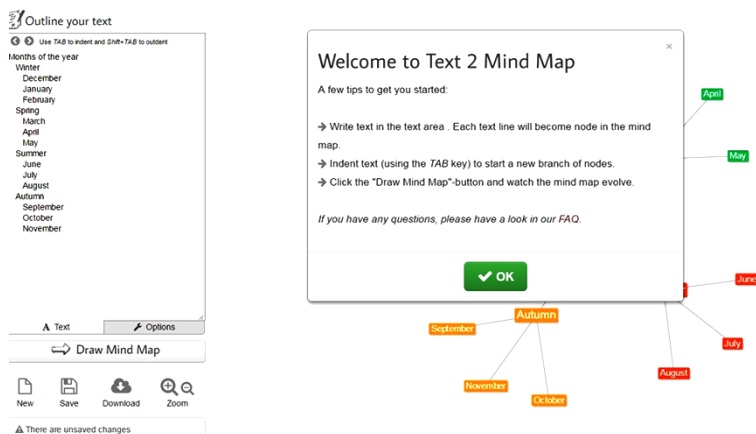 Outline your text
Use TAB to indent and Shift+TAB to outdent
Months of the year
Winter
December
January
February
Spring
March
April
May
Summer
June
July
August
Autumn
September
October
November
A Text
Options
Draw Mind Map
New
Save
Download
Zoom
There are unsaved changes
×
Welcome to Text 2 Mind Map
A few tips to get you started:
Write text in the text area . Each text line will become node in the mind
map.
Indent text (using the TAB key) to start a new branch of nodes.
Click the "Draw Mind Map"-button and watch the mind map evolve.
If you have any questions, please have a look in our FAQ.
OK
April
May
June
July
August
Autumn
September
November
October